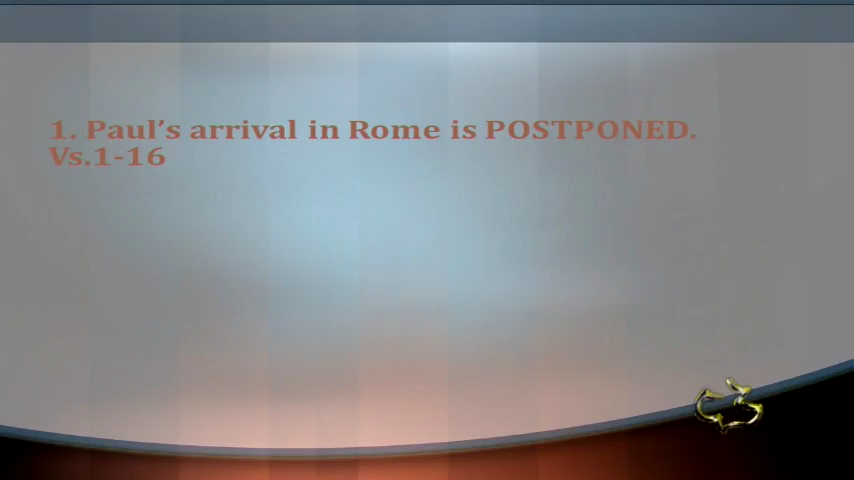 1. Paul’s arrival in Rome is POSTPONED.
Vs.1-16